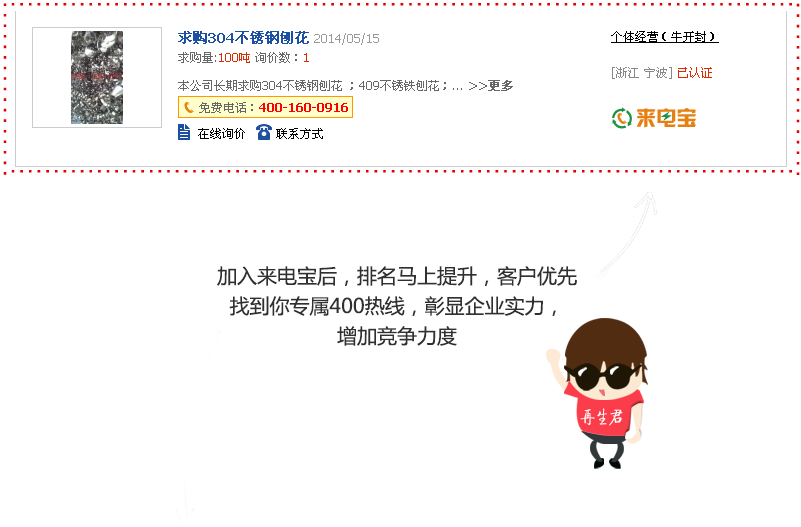 求购304不锈钢刨花 2014/05/15
求购量:100吨 询价数：1
本公司长期求购304不锈钢刨花 ；409不锈铁刨花；... >>更多
免费电话：400-160-0916
在线询价 联系方式
个体经营（牛开封）
[浙江 宁波] 已认证
来电宝
加入来电宝后，排名马上提升，客户优先
找到你专属400热线，彰显企业实力，
增加竞争力度
再生君